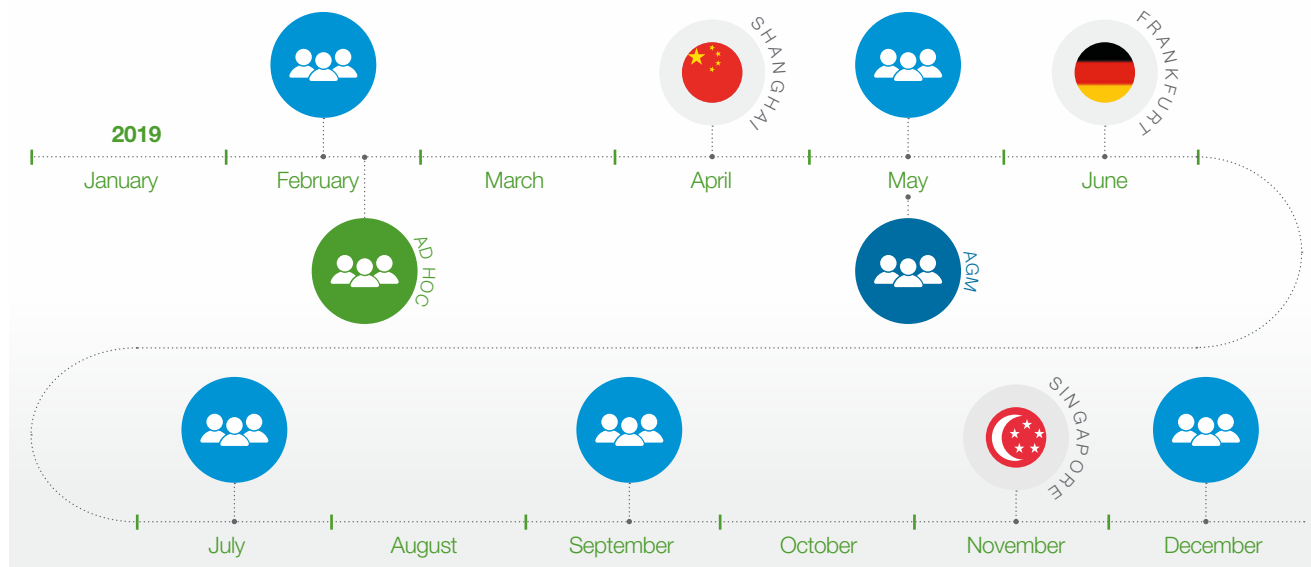 SHANGHAI
FRANKFURT
2019
January
February
March
April
May
June
AD HOC
AGM
SINGAPORE
July
August
September
October
November
December